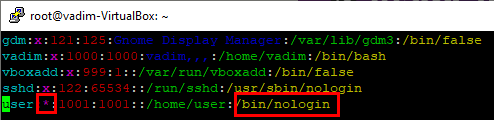 root@vadim-VirtualBox: ~
gdm:x:121:125:Gnome Display Manager:/var/lib/gdm3:/bin/false
vadim:x:1000:1000:vadim,,,:/home/vadim:/bin/bash
vboxadd:x:999:1::/var/run/vboxadd:/bin/false
sshd:x:122:65534::/run/sshd:/usr/sbin/nologin
user:*:1001:1001::/home/user:/bin/nologin